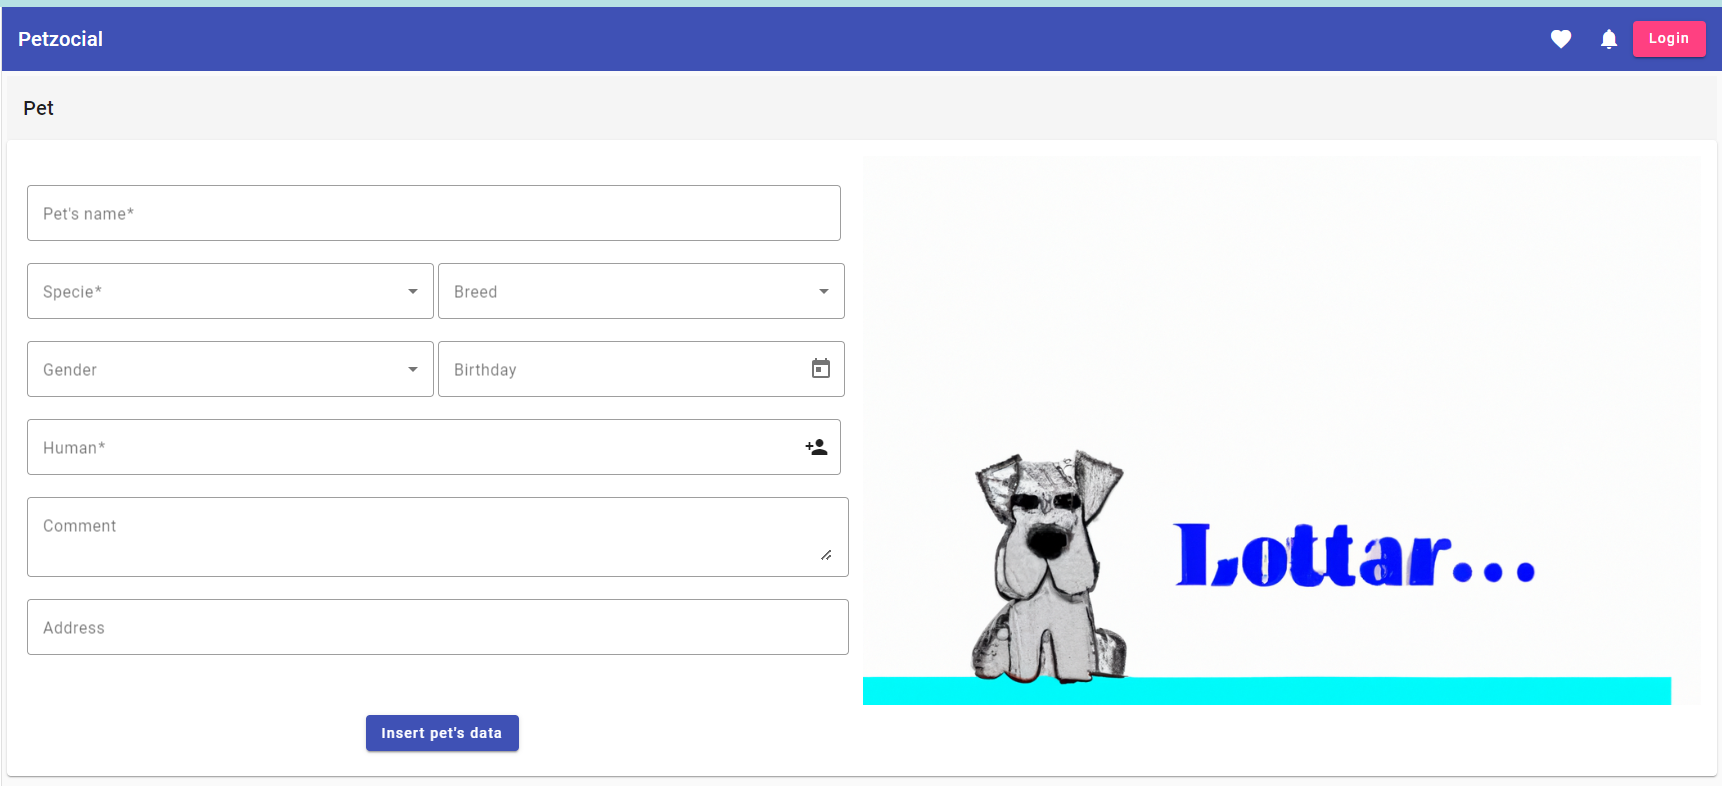 Petzocial
Login
Pet
Pet's name*
Specie*
Breed
Gender
Birthday
Human*
Comment
Address
Lottar...
Insert pet's data